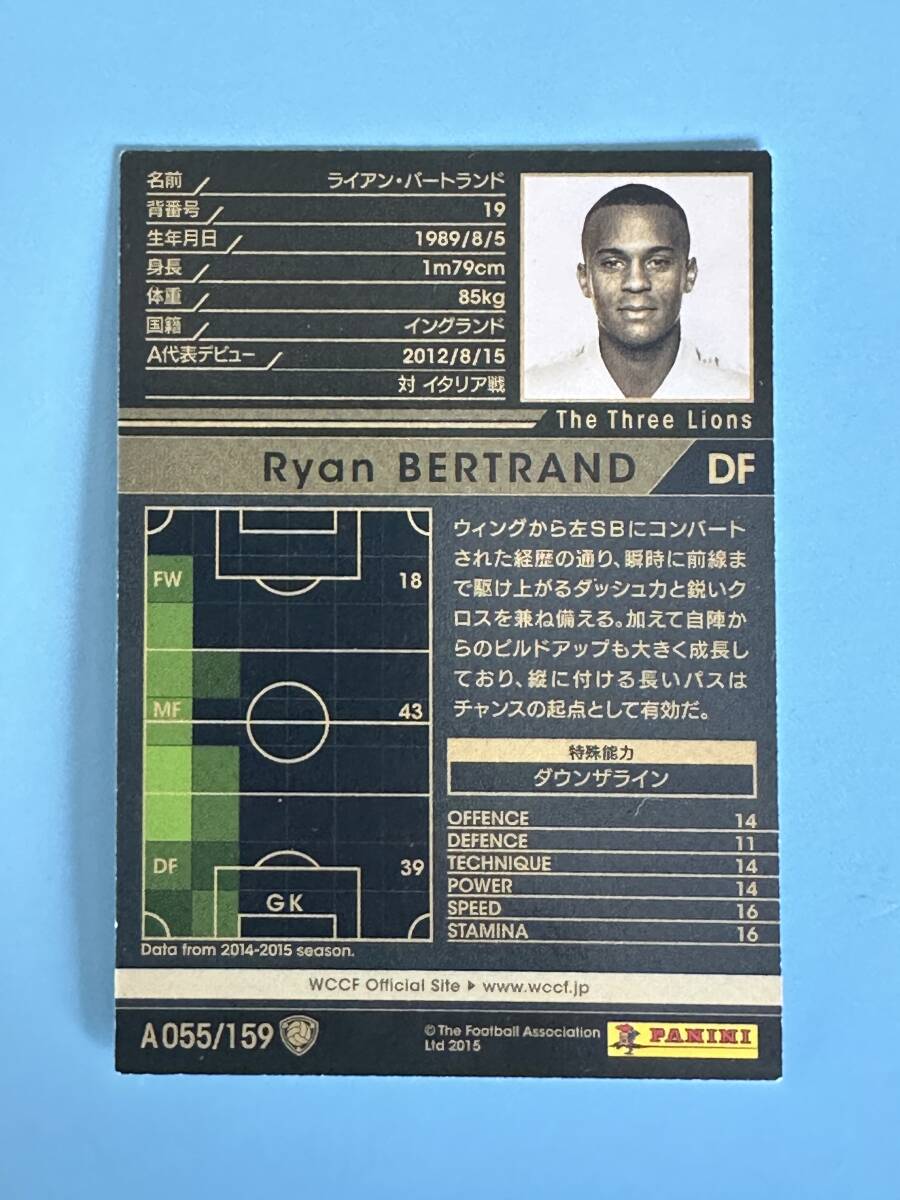 名前 ライアン・バートランド
背番号 19
生年月日 1989/8/5
身長 1m79cm
体重 85kg
国籍 イングランド
A代表デビュー 2012/8/15
対 イタリア戦
The Three Lions
Ryan BERTRAND DF
FW 18
MF 43
DF 39
GK
Data from 2014-2015 season.
ウィングから左SBにコンバート
された経歴の通り、瞬時に前線ま
で駆け上がるダッシュ力と鋭いク
ロスを兼ね備える。加えて自陣か
らのビルドアップも大きく成長し
ており、縦に付ける長いパスは
チャンスの起点として有効だ。
特殊能力
ダウンザライン
OFFENCE 14
DEFENCE 11
TECHNIQUE 14
POWER 14
SPEED 16
STAMINA 16
WCCF Official Site ▶ www.wccf.jp
A055/159
© The Football Association
Ltd 2015
PANINI